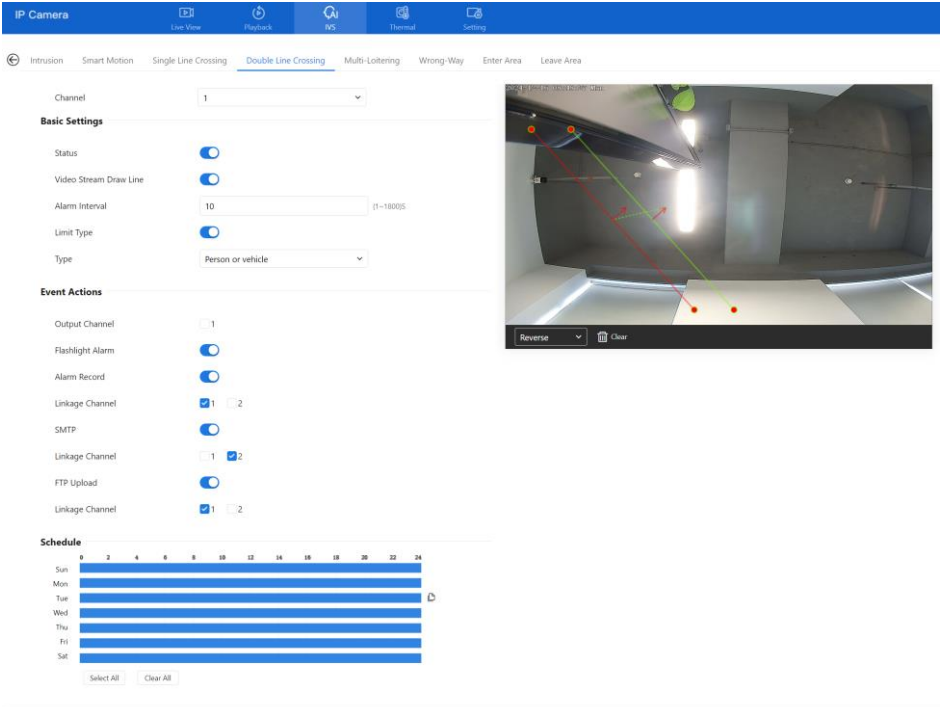 IP Camera
Live View Playback IVS Thermal Setting
Intrusion Smart Motion Single Line Crossing Double Line Crossing Multi-Loitering Wrong-Way Enter Area Leave Area
Channel 1
Basic Settings
Status
Video Stream Draw Line
Alarm Interval 10 (1~1800)S
Limit Type
Type Person or vehicle
Event Actions
Output Channel 1
Flashlight Alarm
Alarm Record
Linkage Channel 1 2
SMTP
Linkage Channel 1 2
FTP Upload
Linkage Channel 1 2
Reverse Clear
Schedule
0 2 4 6 8 10 12 14 16 18 20 22 24
Sun
Mon
Tue
Wed
Thu
Fri
Sat
Select All Clear All